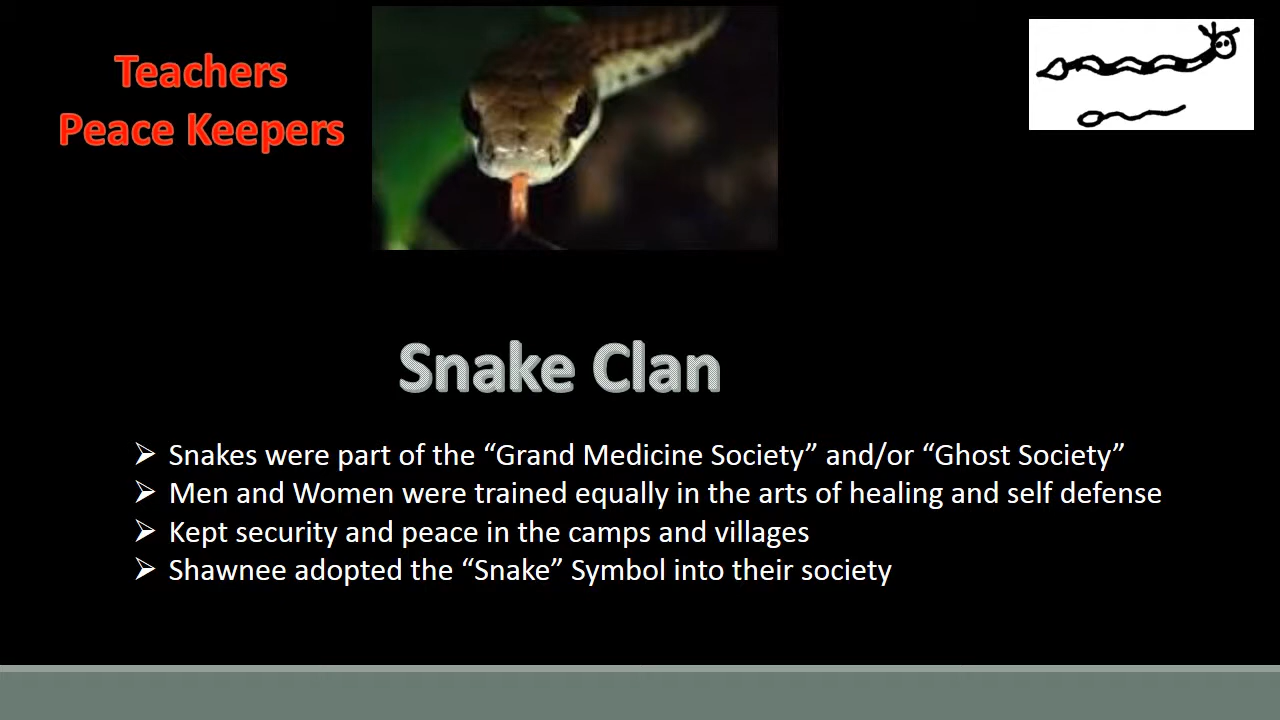 Teachers
Peace Keepers
Snake Clan
➢ Snakes were part of the “Grand Medicine Society” and/or “Ghost Society”
➢ Men and Women were trained equally in the arts of healing and self defense
➢ Kept security and peace in the camps and villages
➢ Shawnee adopted the “Snake” Symbol into their society